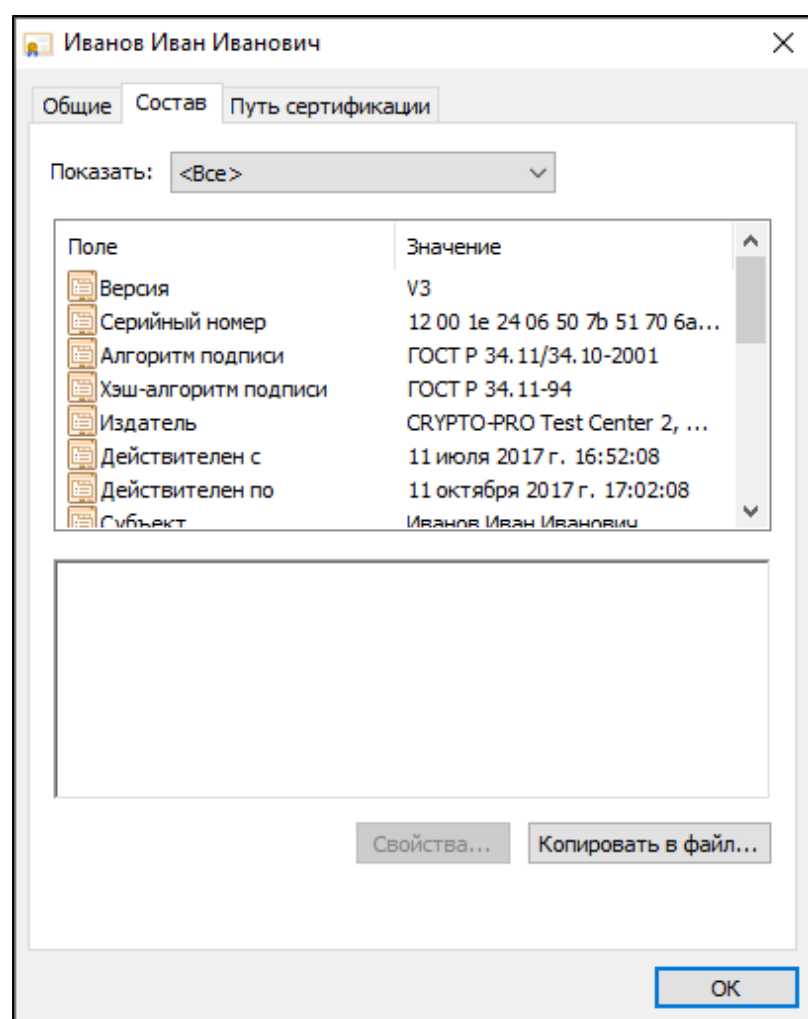 Иванов Иван Иванович
Общие Состав Путь сертификации
Показать: <Все>
Поле Значение
Версия V3
Серийный номер 12 00 1e 24 06 50 7b 51 70 6a...
Алгоритм подписи ГОСТ Р 34.11/34.10-2001
Хэш-алгоритм подписи ГОСТ Р 34.11-94
Издатель CRYPTO-PRO Test Center 2, ...
Действителен с 11 июля 2017 г. 16:52:08
Действителен по 11 октября 2017 г. 17:02:08
Субъект Иванов Иван Иванович
Свойства... Копировать в файл...
ОК